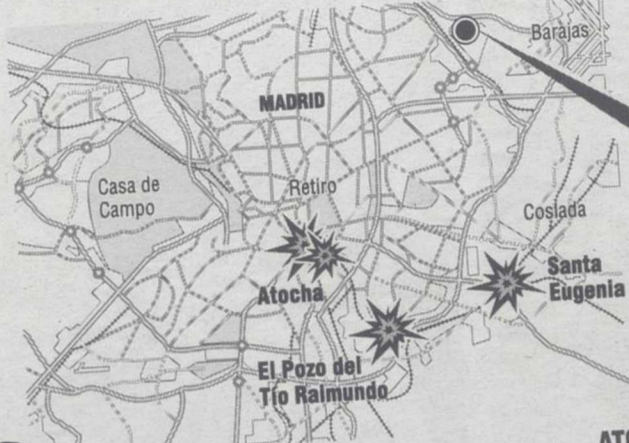 Barajas
MADRID
Casa de
Campo
Retiro
Coslada
Atocha
Santa
Eugenia
El Pozo del
Tío Raimundo